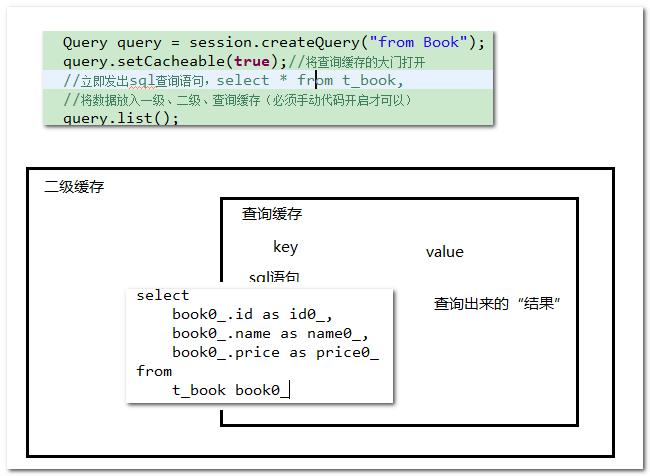 Query query = session.createQuery("from Book");
query.setCacheable(true);//将查询缓存的大门打开
//立即发出sql查询语句，select * from t_book,
//将数据放入一级、二级、查询缓存（必须手动代码开启才可以）
query.list();
二级缓存
查询缓存
key
value
sql语句
查询出来的“结果”
select
book0_.id as id0_,
book0_.name as name0_,
book0_.price as price0_
from
t_book book0_